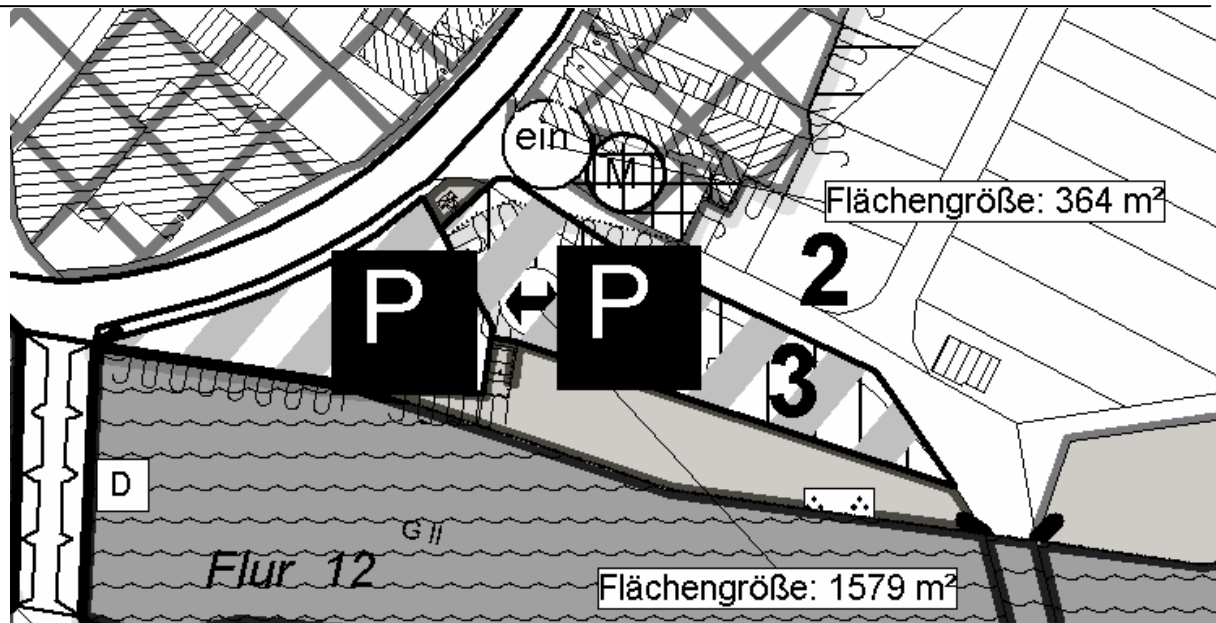 ein
M
Flächengröße: 364 m²
2
P
P
3
D
G II
Flur 12
Flächengröße: 1579 m²